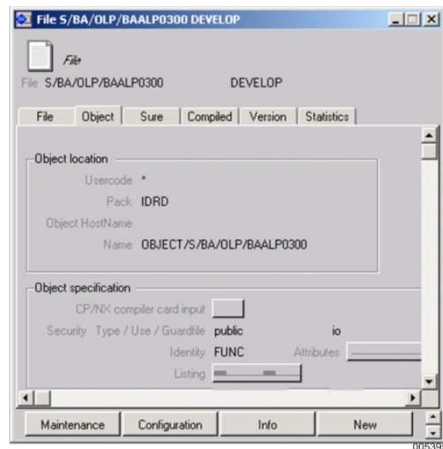 File S/BA/OLP/BAALP0300 DEVELOP
File
File S/BA/OLP/BAALP0300 DEVELOP
File Object Sure Compiled Version Statistics
Object location
Usercode *
Pack IDRD
Object HostName
Name OBJECT/S/BA/OLP/BAALP0300
Object specification
CP/NX compiler card input
Security Type / Use / Guardfile public io
Identity FUNC Attributes
Listing
Maintenance Configuration Info New